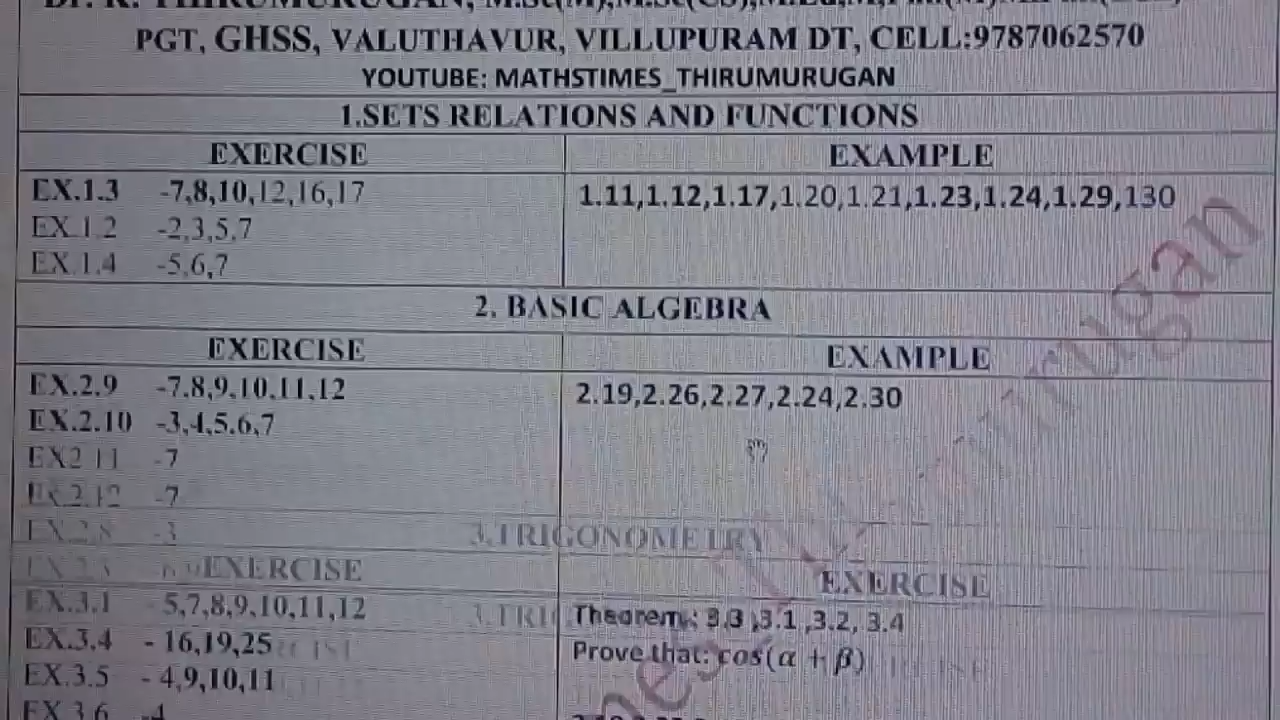 PGT, GHSS, VALUTHAVUR, VILLUPURAM DT, CELL:9787062570
YOUTUBE: MATHSTIMES_THIRUMURUGAN
1.SETS RELATIONS AND FUNCTIONS
EXERCISE EXAMPLE
EX.1.3 -7,8,10,12,16,17 1.11,1.12,1.17,1.20,1.21,1.23,1.24,1.29,130
EX.1.2 -2,3,5,7
EX.1.4 -5,6,7
2. BASIC ALGEBRA
EXERCISE EXAMPLE
EX.2.9 -7,8,9,10,11,12 2.19,2.26,2.27,2.24,2.30
EX.2.10 -3,4,5.6,7
EX2.11 -7
Ex.2.12 -7
EX2.8 -3
3.TRIGONOMETRY
EXERCISE EXERCISE
EX.3.1 - 5,7,8,9,10,11,12 Theorem : 3.3 ,3.1 ,3.2, 3.4
EX.3.4 - 16,19,25 Prove that: cos(α + β)
EX.3.5 - 4,9,10,11
EX.3.6 -4